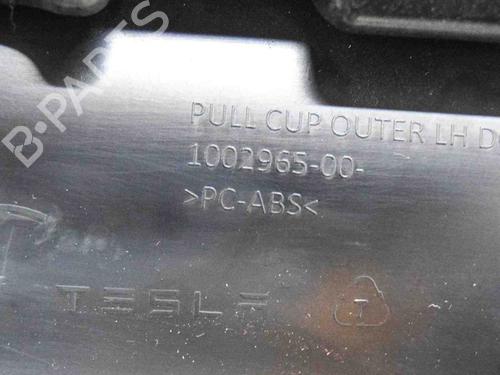 B-PARTS
PULL CUP OUTER LH
1002965-00-
>PC-ABS<
TESLA